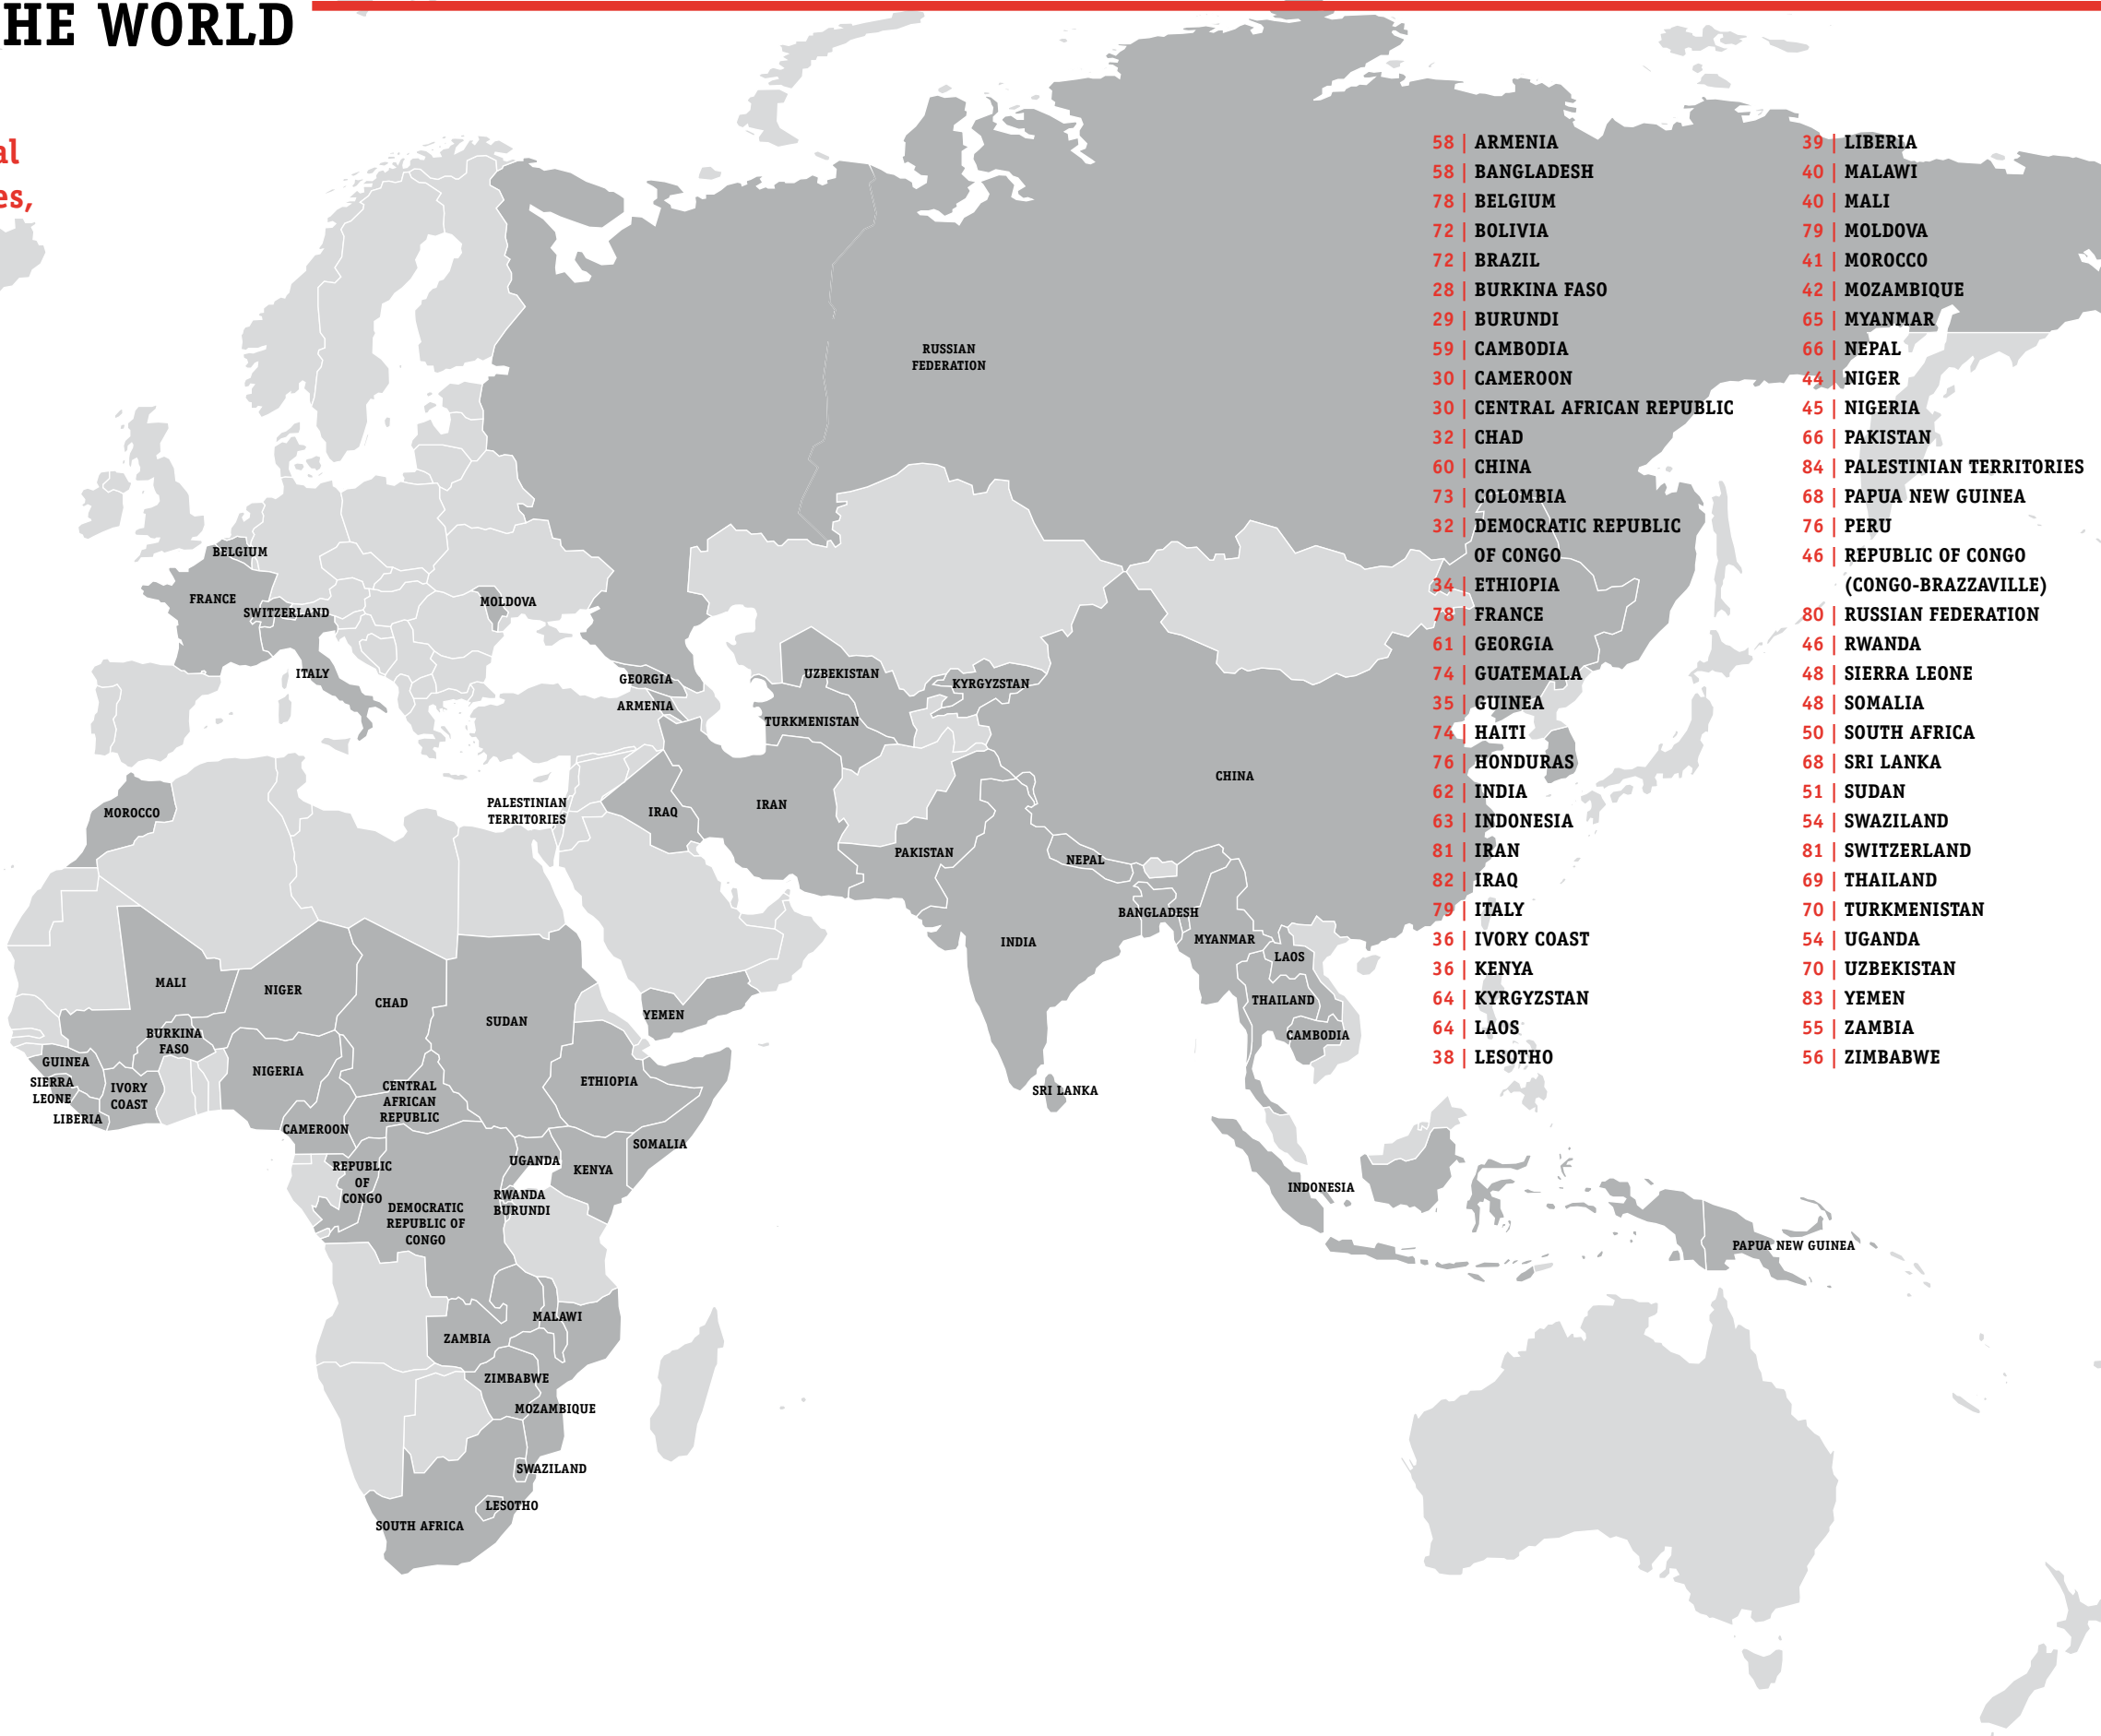 HE WORLD
al
es,
58 | ARMENIA
58 | BANGLADESH
78 | BELGIUM
72 | BOLIVIA
72 | BRAZIL
28 | BURKINA FASO
29 | BURUNDI
59 | CAMBODIA
30 | CAMEROON
30 | CENTRAL AFRICAN REPUBLIC
32 | CHAD
60 | CHINA
73 | COLOMBIA
32 | DEMOCRATIC REPUBLIC
OF CONGO
34 | ETHIOPIA
78 | FRANCE
61 | GEORGIA
74 | GUATEMALA
35 | GUINEA
74 | HAITI
76 | HONDURAS
62 | INDIA
63 | INDONESIA
81 | IRAN
82 | IRAQ
79 | ITALY
36 | IVORY COAST
36 | KENYA
64 | KYRGYZSTAN
64 | LAOS
38 | LESOTHO
39 | LIBERIA
40 | MALAWI
40 | MALI
79 | MOLDOVA
41 | MOROCCO
42 | MOZAMBIQUE
65 | MYANMAR
66 | NEPAL
44 | NIGER
45 | NIGERIA
66 | PAKISTAN
84 | PALESTINIAN TERRITORIES
68 | PAPUA NEW GUINEA
76 | PERU
46 | REPUBLIC OF CONGO
(CONGO-BRAZZAVILLE)
80 | RUSSIAN FEDERATION
46 | RWANDA
48 | SIERRA LEONE
48 | SOMALIA
50 | SOUTH AFRICA
68 | SRI LANKA
51 | SUDAN
54 | SWAZILAND
81 | SWITZERLAND
69 | THAILAND
70 | TURKMENISTAN
54 | UGANDA
70 | UZBEKISTAN
83 | YEMEN
55 | ZAMBIA
56 | ZIMBABWE
RUSSIAN
FEDERATION
BELGIUM
FRANCE
SWITZERLAND
MOLDOVA
ITALY
GEORGIA
ARMENIA
UZBEKISTAN
KYRGYZSTAN
TURKMENISTAN
CHINA
MOROCCO
PALESTINIAN
TERRITORIES
IRAQ
IRAN
PAKISTAN
NEPAL
BANGLADESH
INDIA
MYANMAR
LAOS
THAILAND
CAMBODIA
SRI LANKA
MALI
NIGER
CHAD
SUDAN
YEMEN
BURKINA
FASO
GUINEA
SIERRA
LEONE
IVORY
COAST
LIBERIA
NIGERIA
CENTRAL
AFRICAN
REPUBLIC
ETHIOPIA
CAMEROON
SOMALIA
REPUBLIC
OF
CONGO
UGANDA
KENYA
RWANDA
BURUNDI
DEMOCRATIC
REPUBLIC OF
CONGO
INDONESIA
PAPUA NEW GUINEA
MALAWI
ZAMBIA
ZIMBABWE
MOZAMBIQUE
SWAZILAND
LESOTHO
SOUTH AFRICA